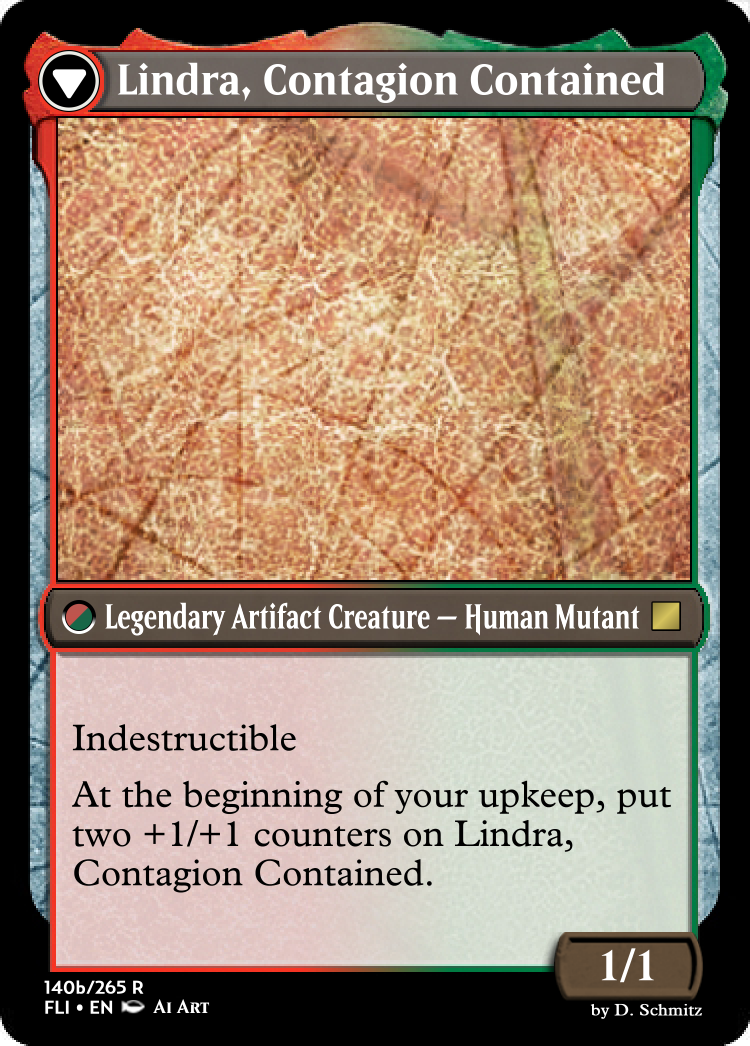 Lindra, Contagion Contained
Legendary Artifact Creature — Human Mutant
Indestructible
At the beginning of your upkeep, put
two +1/+1 counters on Lindra,
Contagion Contained.
1/1
140b/265 R
FLI • EN AI ART
by D. Schmitz